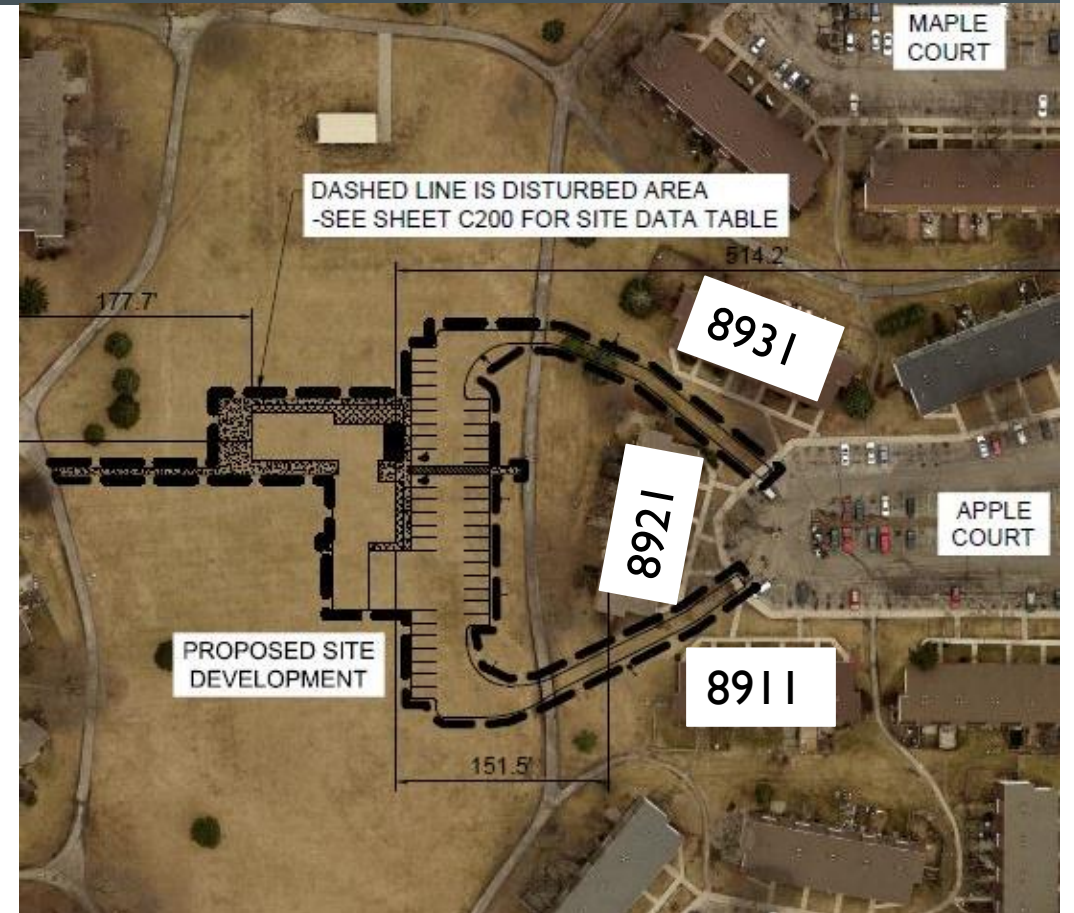 MAPLE
COURT
DASHED LINE IS DISTURBED AREA
-SEE SHEET C200 FOR SITE DATA TABLE
514.2'
177.7'
8931
8921
APPLE
COURT
PROPOSED SITE
DEVELOPMENT
8911
151.5'